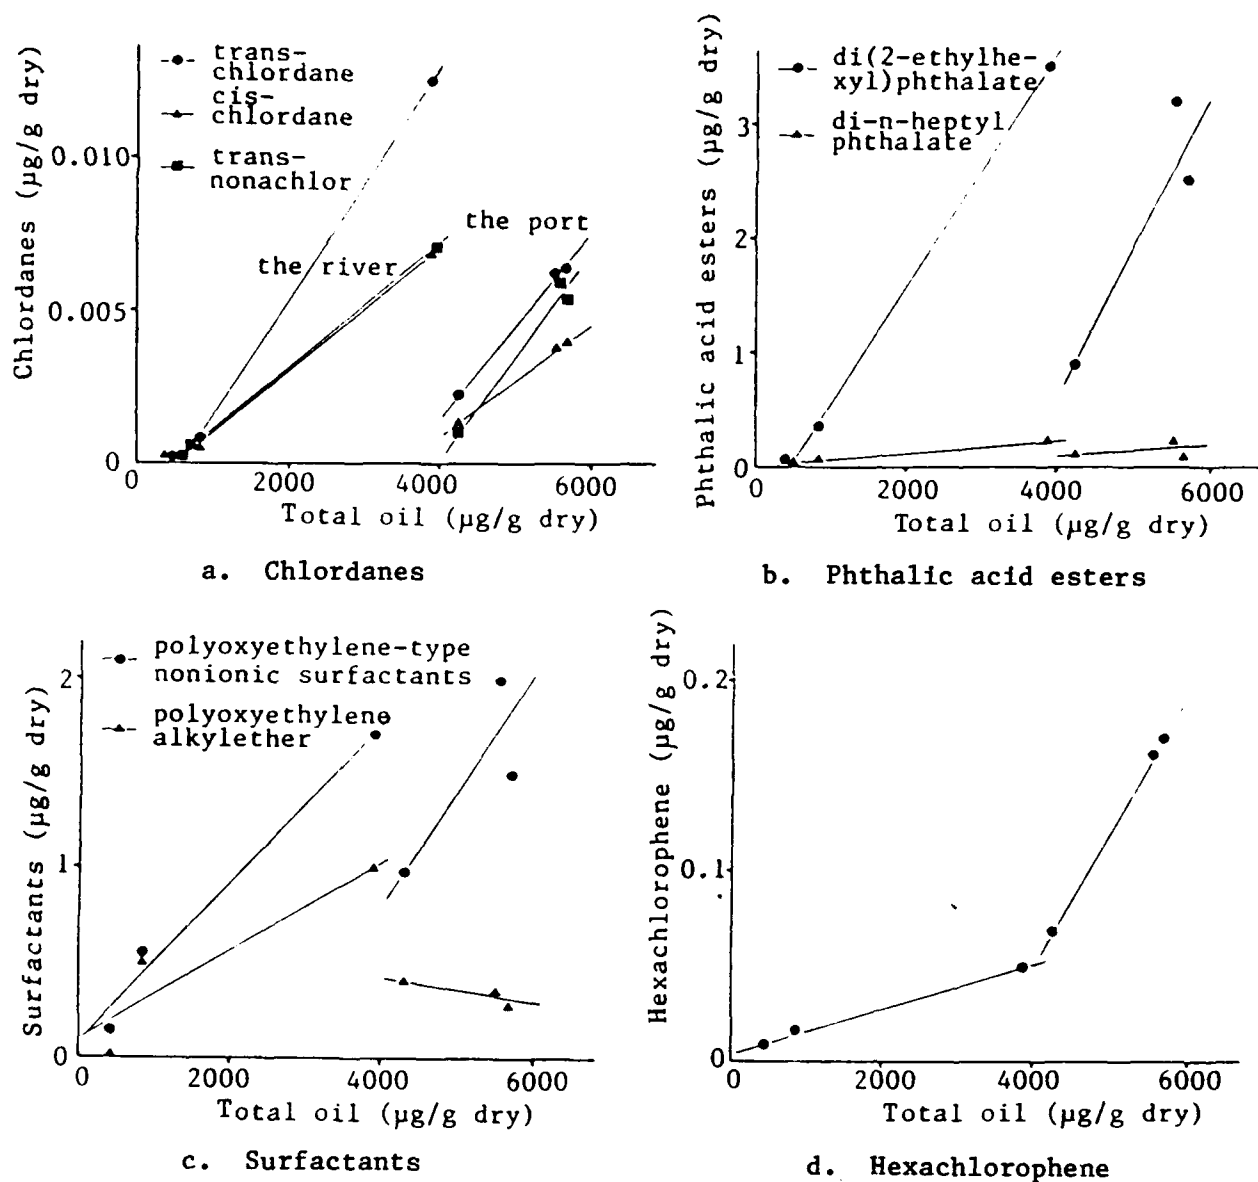 Chlordanes (µg/g dry)
trans-
chlordane
cis-
chlordane
trans-
nonachlor
the river
the port
0.010
0.005
0
0 2000 4000 6000
Total oil (µg/g dry)
a. Chlordanes
Phthalic acid esters (µg/g dry)
di(2-ethylhe-
xyl)phthalate
di-n-heptyl
phthalate
3
2
1
0
0 2000 4000 6000
Total oil (µg/g dry)
b. Phthalic acid esters
Surfactants (µg/g dry)
polyoxyethylene-type
nonionic surfactants
polyoxyethylene
alkylether
2
1
0
0 2000 4000 6000
Total oil (µg/g dry)
c. Surfactants
Hexachlorophene (µg/g dry)
0.2
0.1
0
0 2000 4000 6000
Total oil (µg/g dry)
d. Hexachlorophene